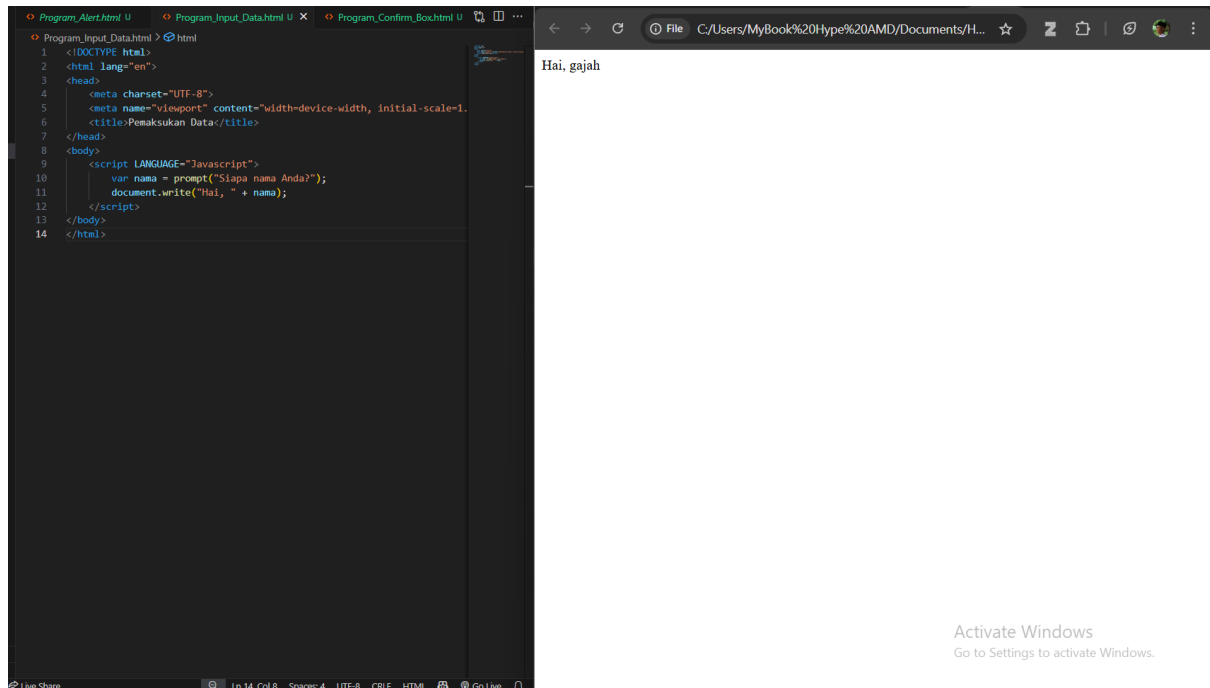 Program_Alert.html U Program_Input_Data.html U Program_Confirm_Box.html U
Program_Input_Data.html > html
1 <!DOCTYPE html>
2 <html lang="en">
3 <head>
4 <meta charset="UTF-8">
5 <meta name="viewport" content="width=device-width, initial-scale=1.
6 <title>Pemaksukan Data</title>
7 </head>
8 <body>
9 <script LANGUAGE="Javascript">
10 var nama = prompt("Siapa nama Anda?");
11 document.write("Hai, " + nama);
12 </script>
13 </body>
14 </html>
Live Share Ln 14, Col 8 Spaces: 4 UTF-8 CRLF HTML Go Live
File C:/Users/MyBook%20Hype%20AMD/Documents/H...
Hai, gajah
Activate Windows
Go to Settings to activate Windows.